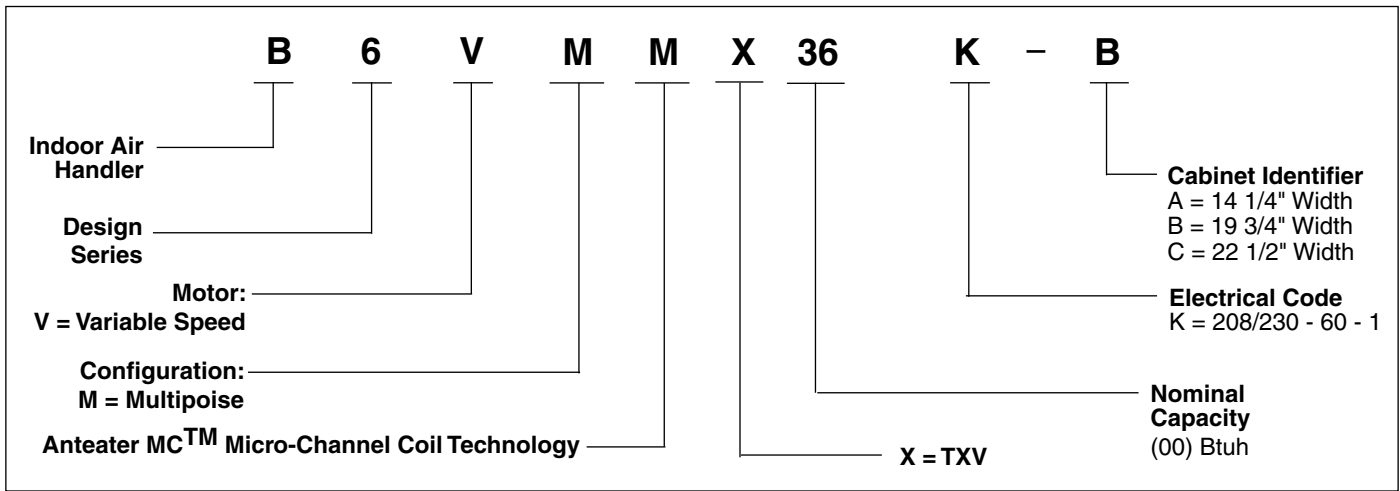 B 6 V M M X 36 K – B
Indoor Air
Handler
Design
Series
Motor:
V = Variable Speed
Configuration:
M = Multipoise
Anteater MC™ Micro-Channel Coil Technology
X = TXV
Nominal
Capacity
(00) Btuh
Electrical Code
K = 208/230 - 60 - 1
Cabinet Identifier
A = 14 1/4" Width
B = 19 3/4" Width
C = 22 1/2" Width